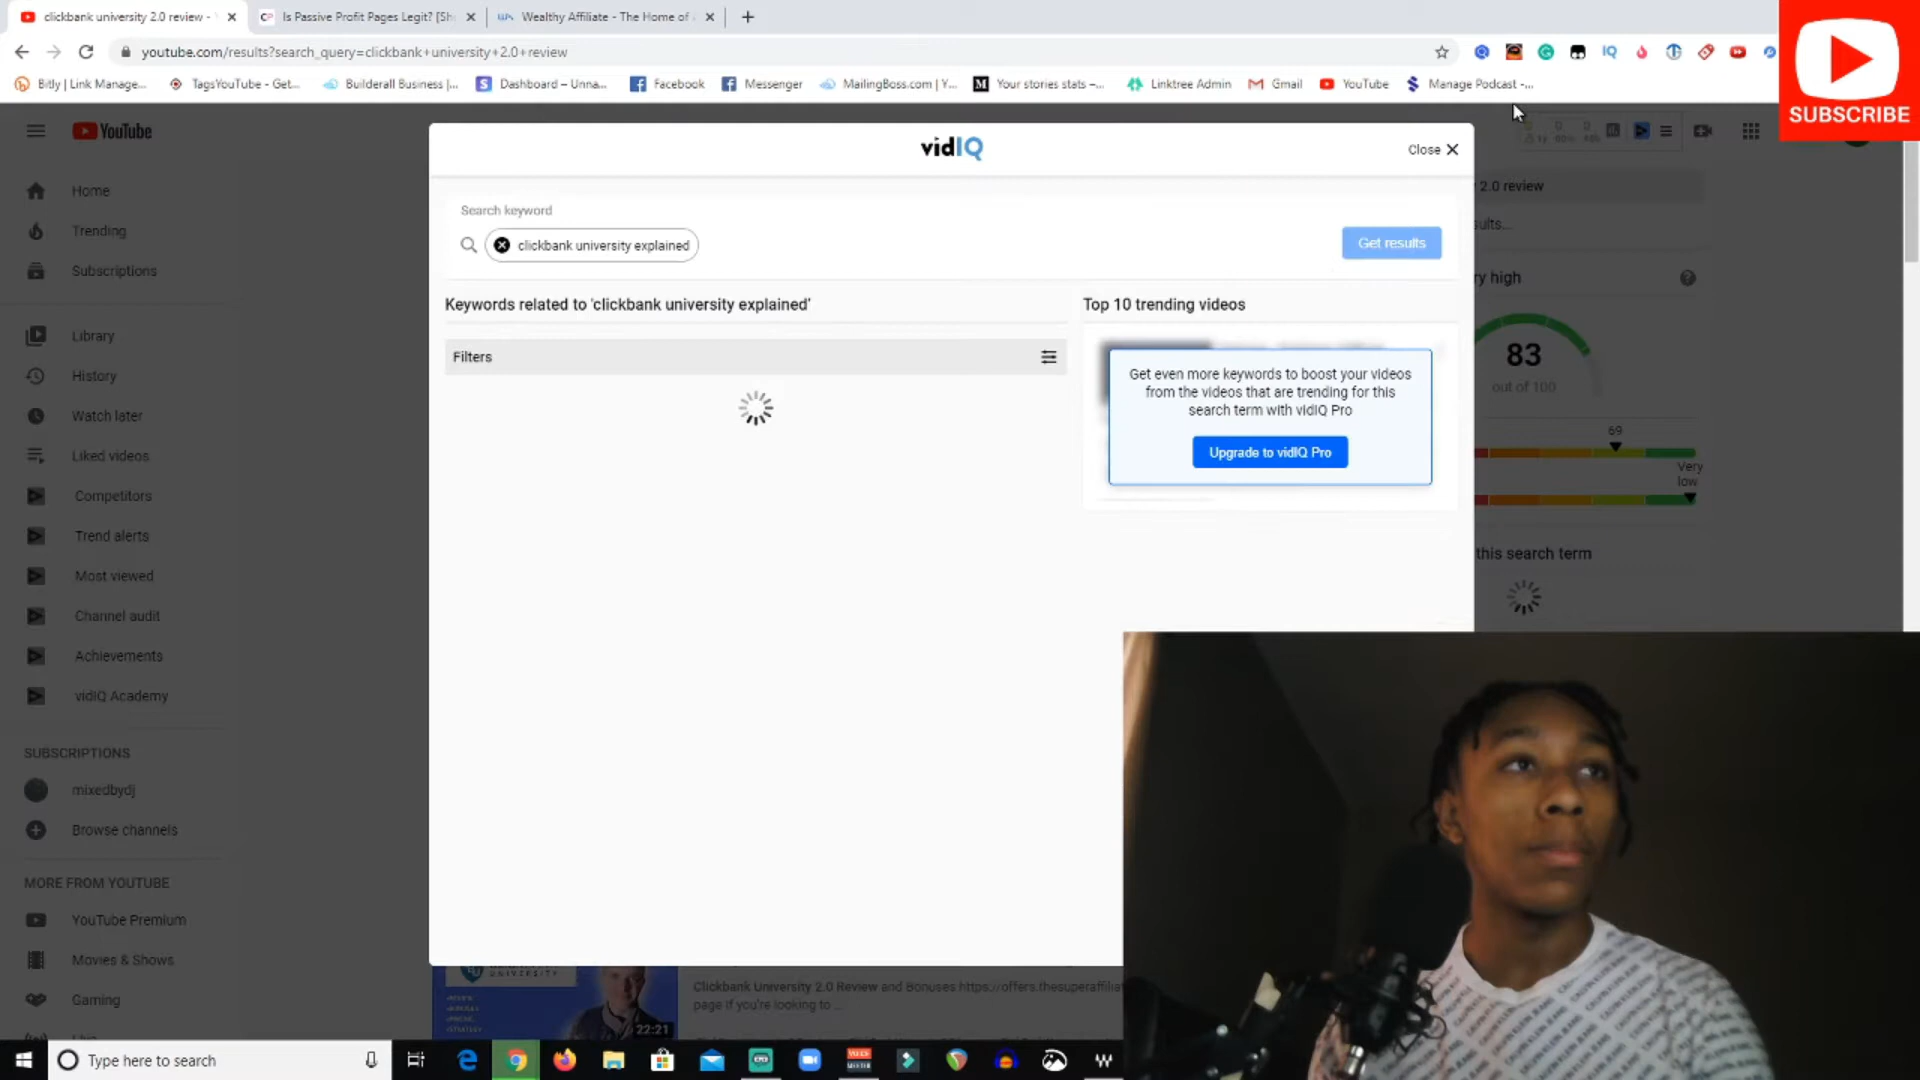 clickbank university 2.0 review -
Is Passive Profit Pages Legit? [Sh
Wealthy Affiliate - The Home of
youtube.com/results?search_query=clickbank+university+2.0+review
Bitly | Link Manage...
TagsYouTube - Get...
Builderall Business |...
Dashboard – Unna...
Facebook
Messenger
MailingBoss.com | Y...
Your stories stats –...
Linktree Admin
Gmail
YouTube
Manage Podcast -...
SUBSCRIBE
YouTube
Home
Trending
Subscriptions
Library
History
Watch later
Liked videos
Competitors
Trend alerts
Most viewed
Channel audit
Achievements
vidIQ Academy
SUBSCRIPTIONS
mixedbydj
Browse channels
MORE FROM YOUTUBE
YouTube Premium
Movies & Shows
Gaming
vidIQ
Close
Search keyword
clickbank university explained
Get results
Keywords related to 'clickbank university explained'
Top 10 trending videos
Filters
Get even more keywords to boost your videos
from the videos that are trending for this
search term with vidIQ Pro
Upgrade to vidIQ Pro
2.0 review
sults...
ry high
83
out of 100
69
Very
low
this search term
22:21
Clickbank University 2.0 Review and Bonuses https://offers.thesuperaffilia
page if you're looking to ...
Type here to search